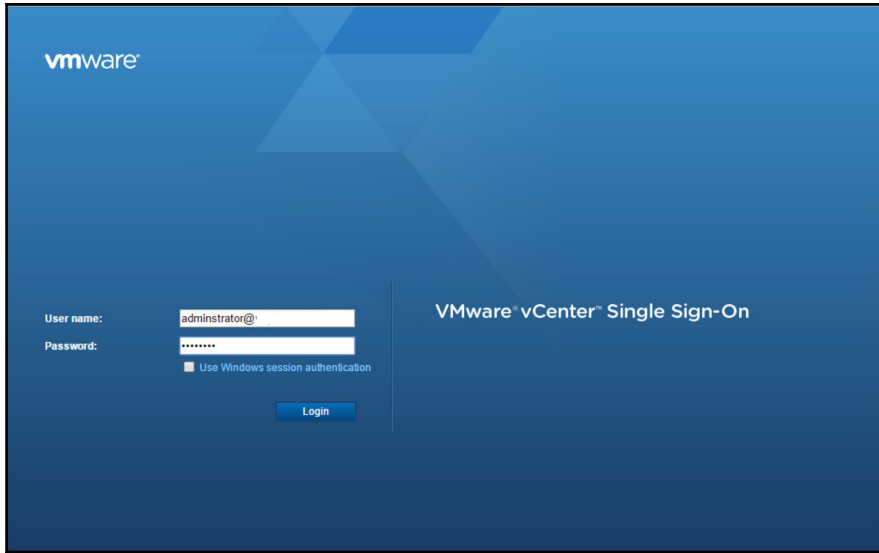 vmware®
User name:
adminstrator@
VMware® vCenter™ Single Sign-On
Password:
••••••••
Use Windows session authentication
Login